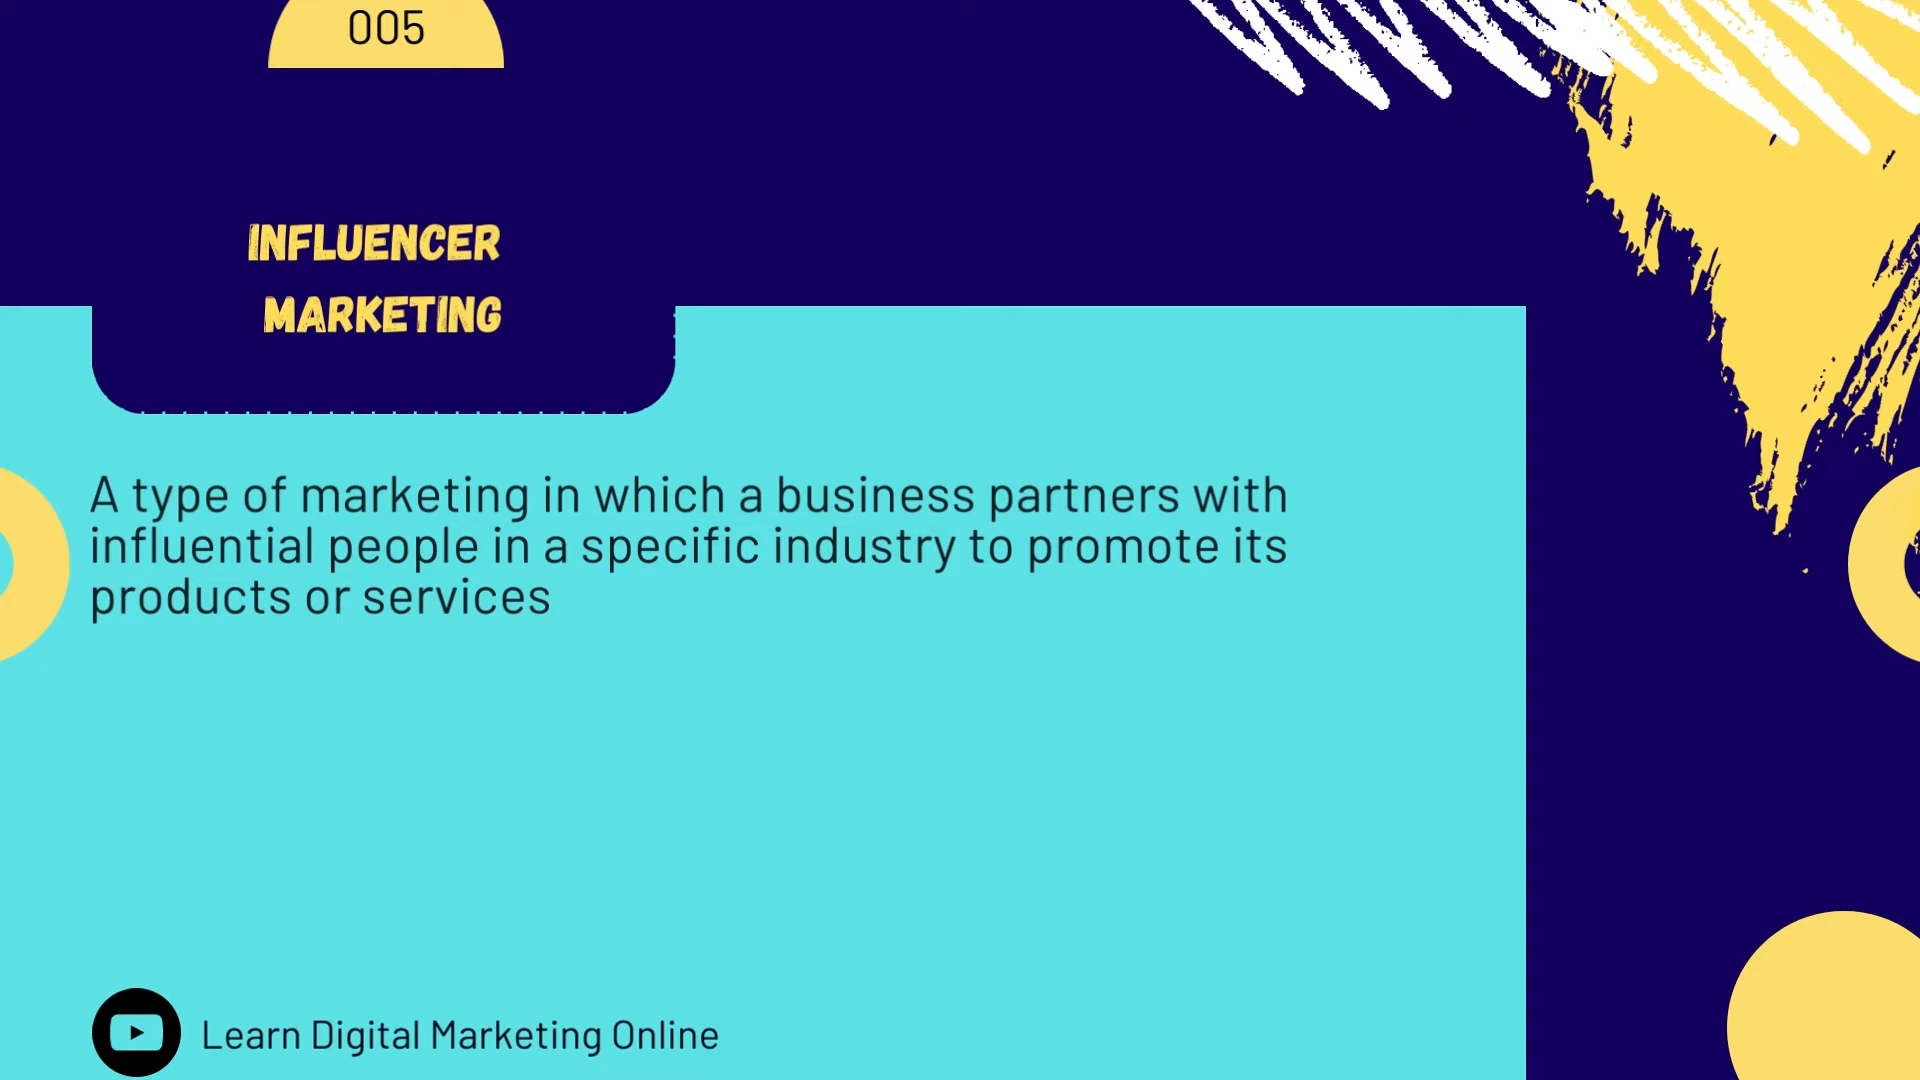 005
INFLUENCER
MARKETING
A type of marketing in which a business partners with
influential people in a specific industry to promote its
products or services
Learn Digital Marketing Online